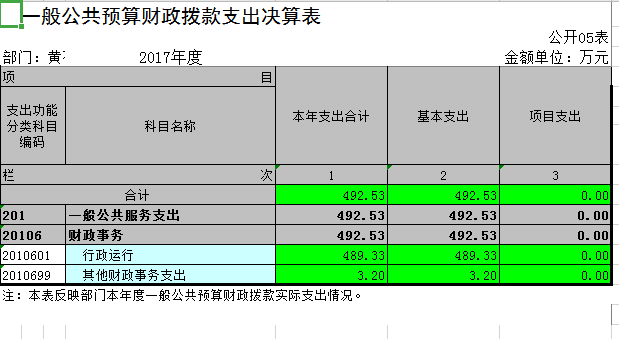 一般公共预算财政拨款支出决算表
公开05表
部门：黄 2017年度 金额单位：万元
项 目 本年支出合计 基本支出 项目支出
支出功能分类科目编码 科目名称
栏 次 1 2 3
合计 492.53 492.53 0.00
201 一般公共服务支出 492.53 492.53 0.00
20106 财政事务 492.53 492.53 0.00
2010601 行政运行 489.33 489.33 0.00
2010699 其他财政事务支出 3.20 3.20 0.00
注：本表反映部门本年度一般公共预算财政拨款实际支出情况。